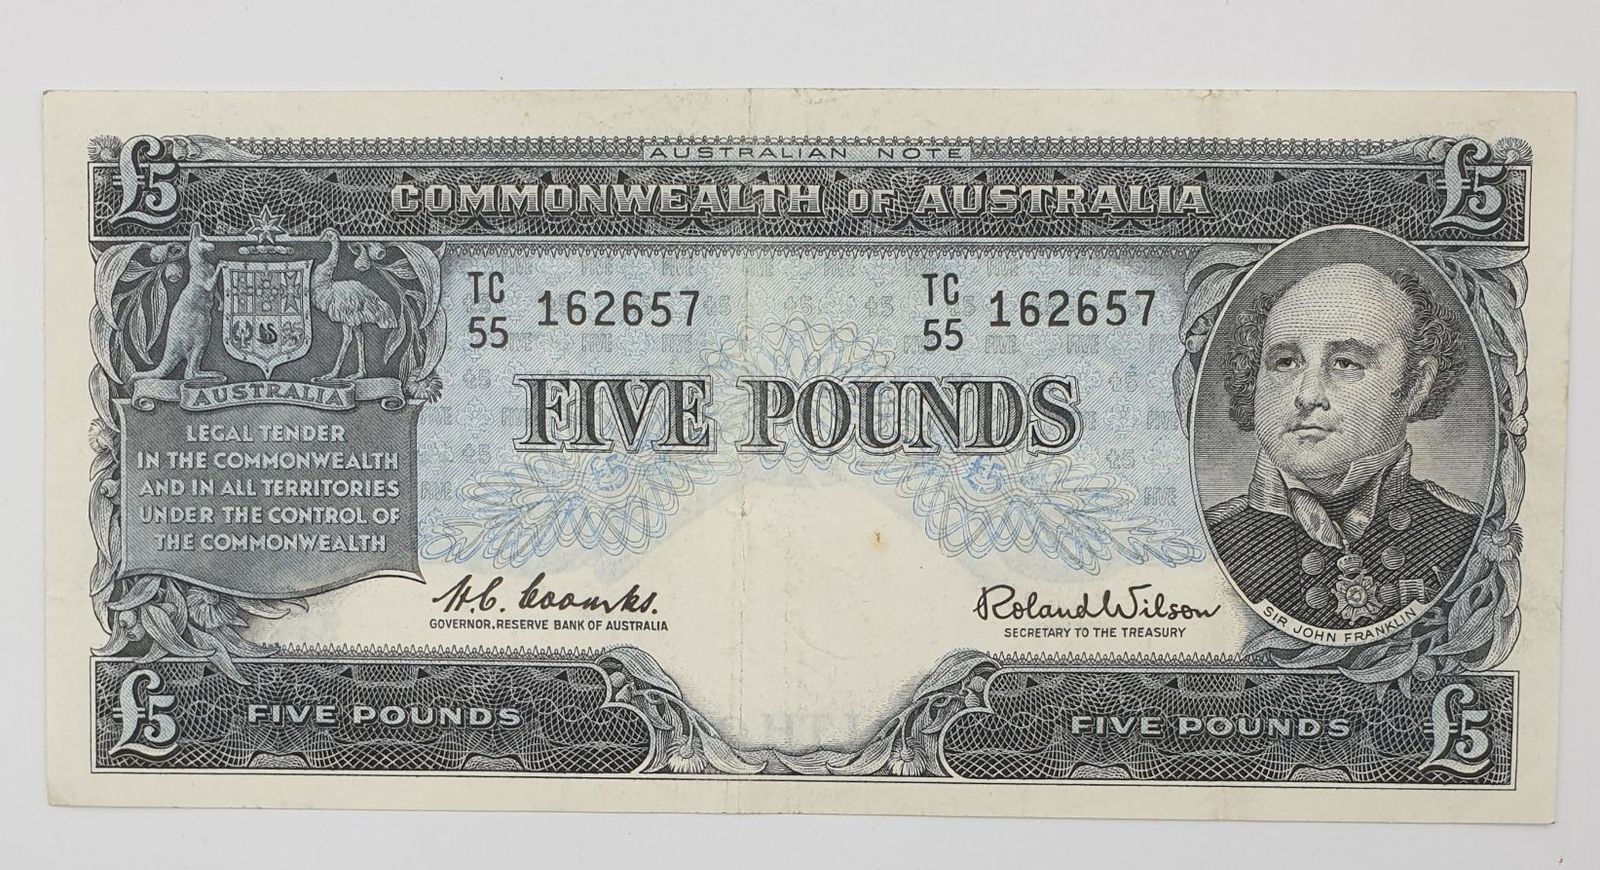 £5
AUSTRALIAN NOTE
£5
COMMONWEALTH OF AUSTRALIA
TC
55 162657
TC
55 162657
AUSTRALIA
LEGAL TENDER
IN THE COMMONWEALTH
AND IN ALL TERRITORIES
UNDER THE CONTROL OF
THE COMMONWEALTH
FIVE POUNDS
£5
£5
H.C. Coombs.
GOVERNOR, RESERVE BANK OF AUSTRALIA
Roland Wilson
SECRETARY TO THE TREASURY
SIR JOHN FRANKLIN
£5
FIVE POUNDS
FIVE POUNDS
£5